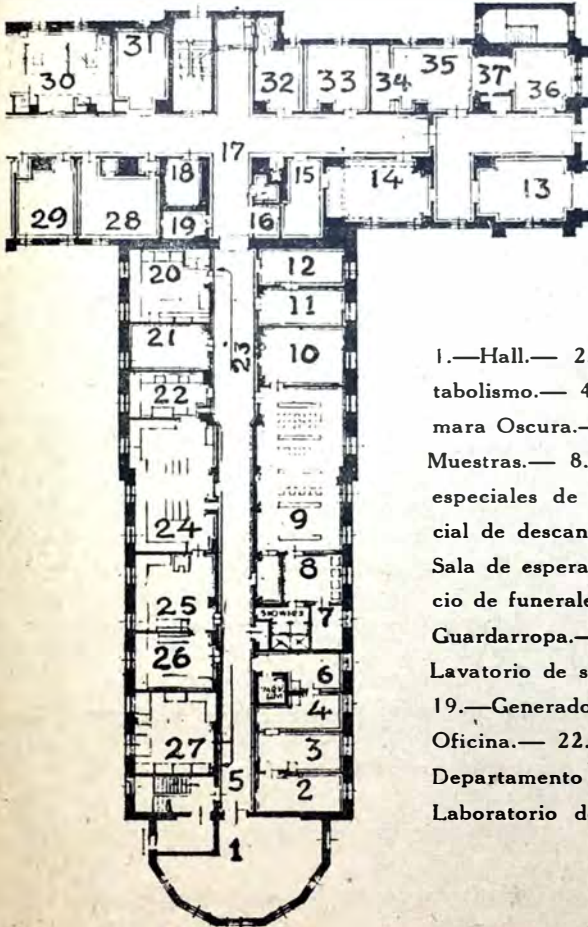 31
30
32
33
34
35
37
36
17
18
15
14
13
29
28
19
16
20
12
11
21
23
10
22
24
9
8
25
SHOWERS
7
26
6
4
27
3
5
2
1
1.—Hall.— 2
tabolismo.— 4
mara Oscura.—
Muestras.— 8.
especiales de
cial de descan
Sala de espera
cio de funerale
Guardarropa.—
Lavatorio de s
19.—Generado
Oficina.— 22.
Departamento
Laboratorio d